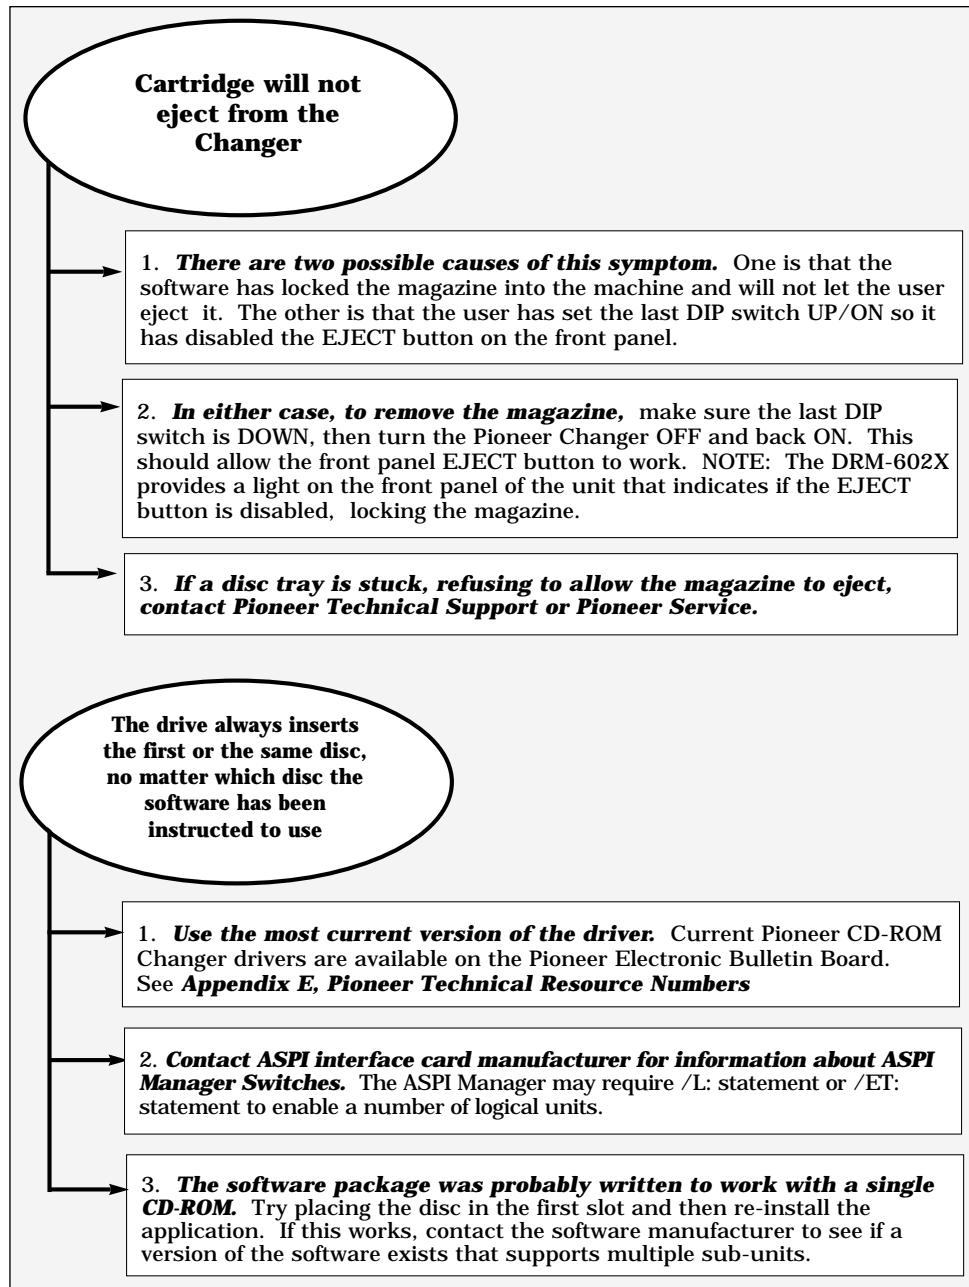 Cartridge will not
eject from the
Changer
1. There are two possible causes of this symptom. One is that the
software has locked the magazine into the machine and will not let the user
eject it. The other is that the user has set the last DIP switch UP/ON so it
has disabled the EJECT button on the front panel.
2. In either case, to remove the magazine, make sure the last DIP
switch is DOWN, then turn the Pioneer Changer OFF and back ON. This
should allow the front panel EJECT button to work. NOTE: The DRM-602X
provides a light on the front panel of the unit that indicates if the EJECT
button is disabled, locking the magazine.
3. If a disc tray is stuck, refusing to allow the magazine to eject,
contact Pioneer Technical Support or Pioneer Service.
The drive always inserts
the first or the same disc,
no matter which disc the
software has been
instructed to use
1. Use the most current version of the driver. Current Pioneer CD-ROM
Changer drivers are available on the Pioneer Electronic Bulletin Board.
See Appendix E, Pioneer Technical Resource Numbers
2. Contact ASPI interface card manufacturer for information about ASPI
Manager Switches. The ASPI Manager may require /L: statement or /ET:
statement to enable a number of logical units.
3. The software package was probably written to work with a single
CD-ROM. Try placing the disc in the first slot and then re-install the
application. If this works, contact the software manufacturer to see if a
version of the software exists that supports multiple sub-units.